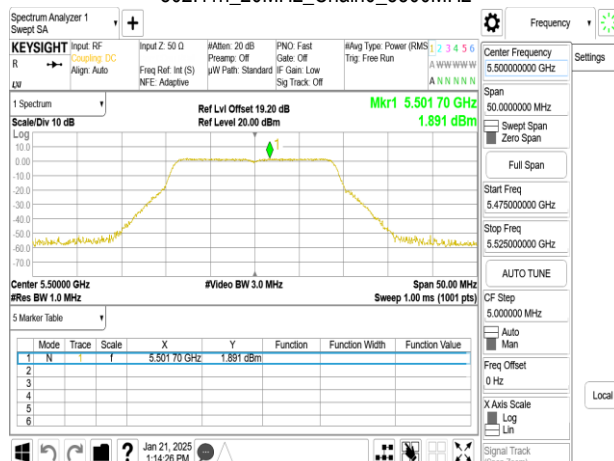 Spectrum Analyzer 1
Swept SA
+
Frequency
Settings
KEYSIGHT
R
Input: RF
Coupling: DC
Align: Auto
Input Z: 50 Ω
Freq Ref: Int (S)
NFE: Adaptive
#Atten: 20 dB
Preamp: Off
µW Path: Standard
PNO: Fast
Gate: Off
IF Gain: Low
Sig Track: Off
#Avg Type: Power (RMS
Trig: Free Run
1 2 3 4 5 6
A W W W W W
A N N N N N
1 Spectrum
Scale/Div 10 dB
Ref Lvl Offset 19.20 dB
Ref Level 20.00 dBm
Mkr1 5.501 70 GHz
1.891 dBm
Log
10.0
0.00
-10.0
-20.0
-30.0
-40.0
-50.0
-60.0
-70.0
1
Center 5.50000 GHz
#Res BW 1.0 MHz
#Video BW 3.0 MHz
Span 50.00 MHz
Sweep 1.00 ms (1001 pts)
5 Marker Table
Mode Trace Scale X Y Function Function Width Function Value
1 N 1 f 5.501 70 GHz 1.891 dBm
2
3
4
5
6
Center Frequency
5.500000000 GHz
Span
50.0000000 MHz
Swept Span
Zero Span
Full Span
Start Freq
5.475000000 GHz
Stop Freq
5.525000000 GHz
AUTO TUNE
CF Step
5.000000 MHz
Auto
Man
Freq Offset
0 Hz
X Axis Scale
Log
Lin
Signal Track
Local
?
Jan 21, 2025
1:14:26 PM